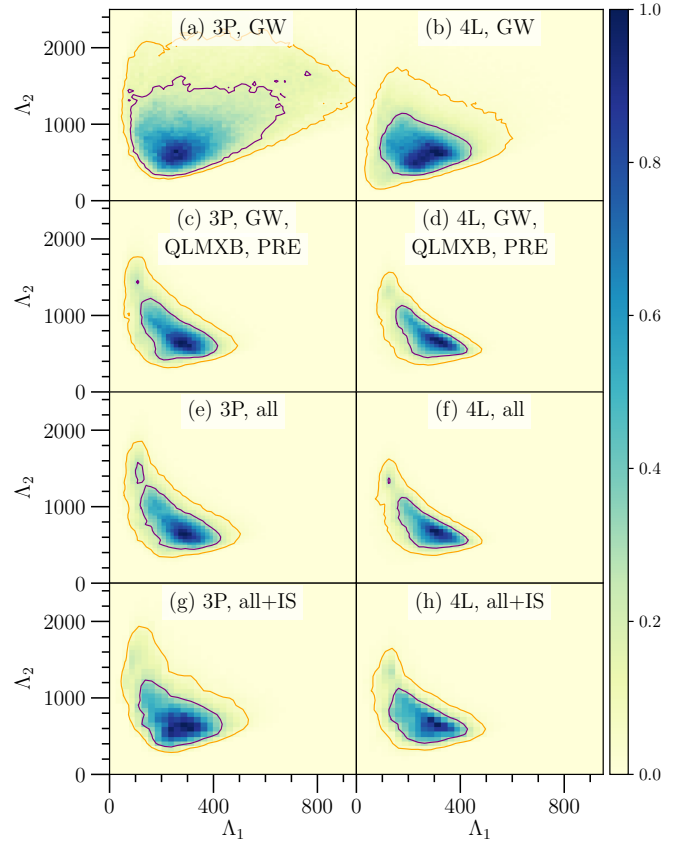 (a) 3P, GW
(b) 4L, GW
1.0
2000
Λ₂
1000
0
0.8
(c) 3P, GW,
QLMXB, PRE
(d) 4L, GW,
QLMXB, PRE
2000
Λ₂
1000
0
0.6
(e) 3P, all
(f) 4L, all
2000
Λ₂
1000
0
0.4
(g) 3P, all+IS
(h) 4L, all+IS
2000
Λ₂
1000
0
0.2
0.0
0 400 800
0 400 800
Λ₁
Λ₁